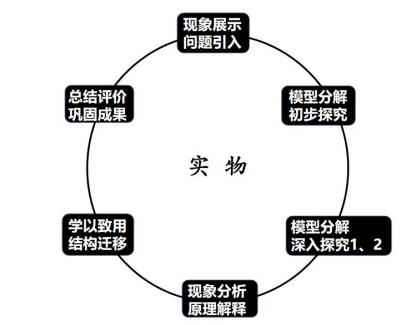 现象展示
问题引入
模型分解
初步探究
模型分解
深入探究1、2
现象分析
原理解释
学以致用
结构迁移
总结评价
巩固成果
实物